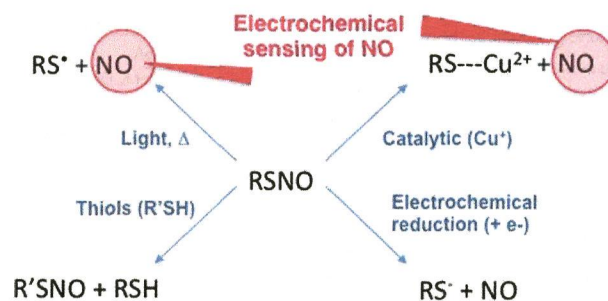 Electrochemical
sensing of NO
RS• + NO
RS---Cu²⁺ + NO
Light, Δ
Catalytic (Cu⁺)
RSNO
Thiols (R'SH)
Electrochemical
reduction (+ e-)
R'SNO + RSH
RS⁻ + NO